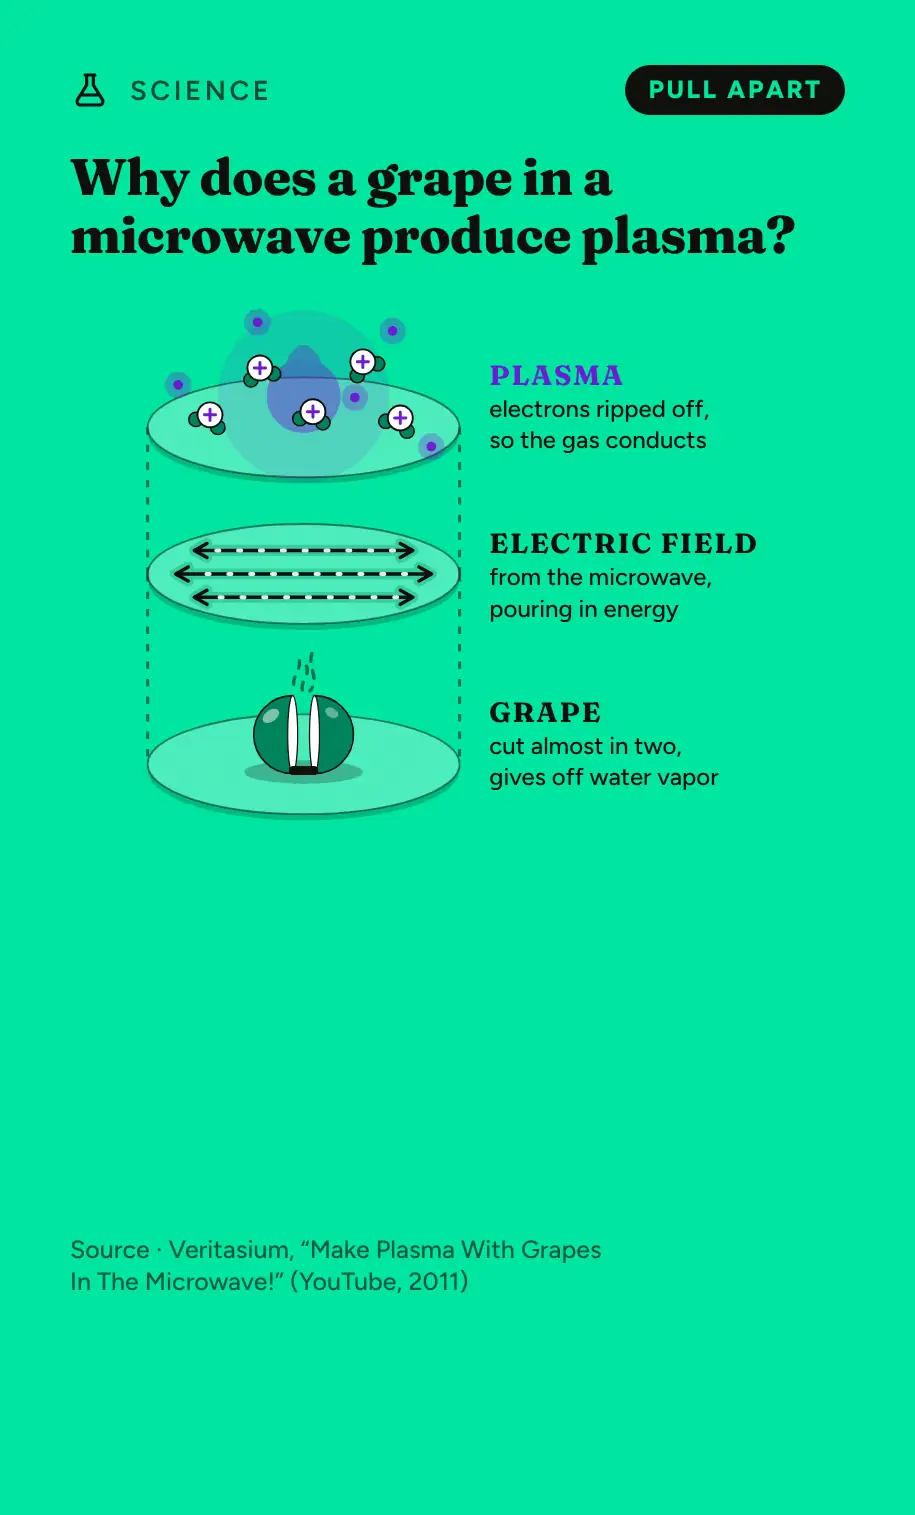 SCIENCE
PULL APART
Why does a grape in a
microwave produce plasma?
PLASMA
electrons ripped off,
so the gas conducts
ELECTRIC FIELD
from the microwave,
pouring in energy
GRAPE
cut almost in two,
gives off water vapor
Source · Veritasium, “Make Plasma With Grapes
In The Microwave!” (YouTube, 2011)